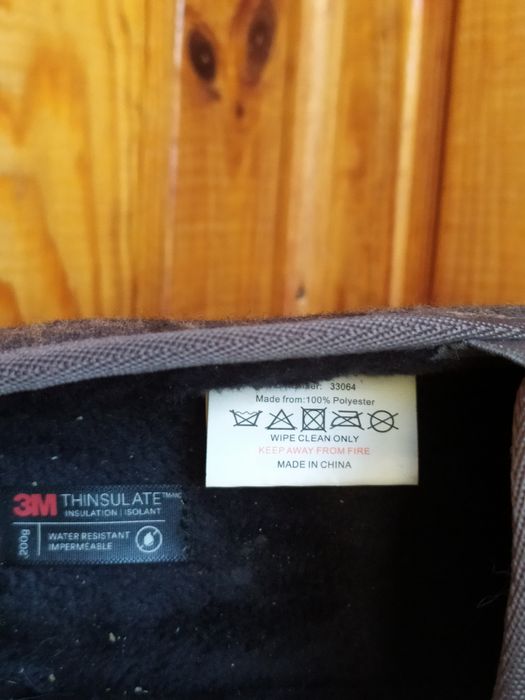 33064
Made from:100% Polyester
WIPE CLEAN ONLY
KEEP AWAY FROM FIRE
MADE IN CHINA
3M THINSULATE™MC
INSULATION | ISOLANT
200g
WATER RESISTANT
IMPERMÉABLE